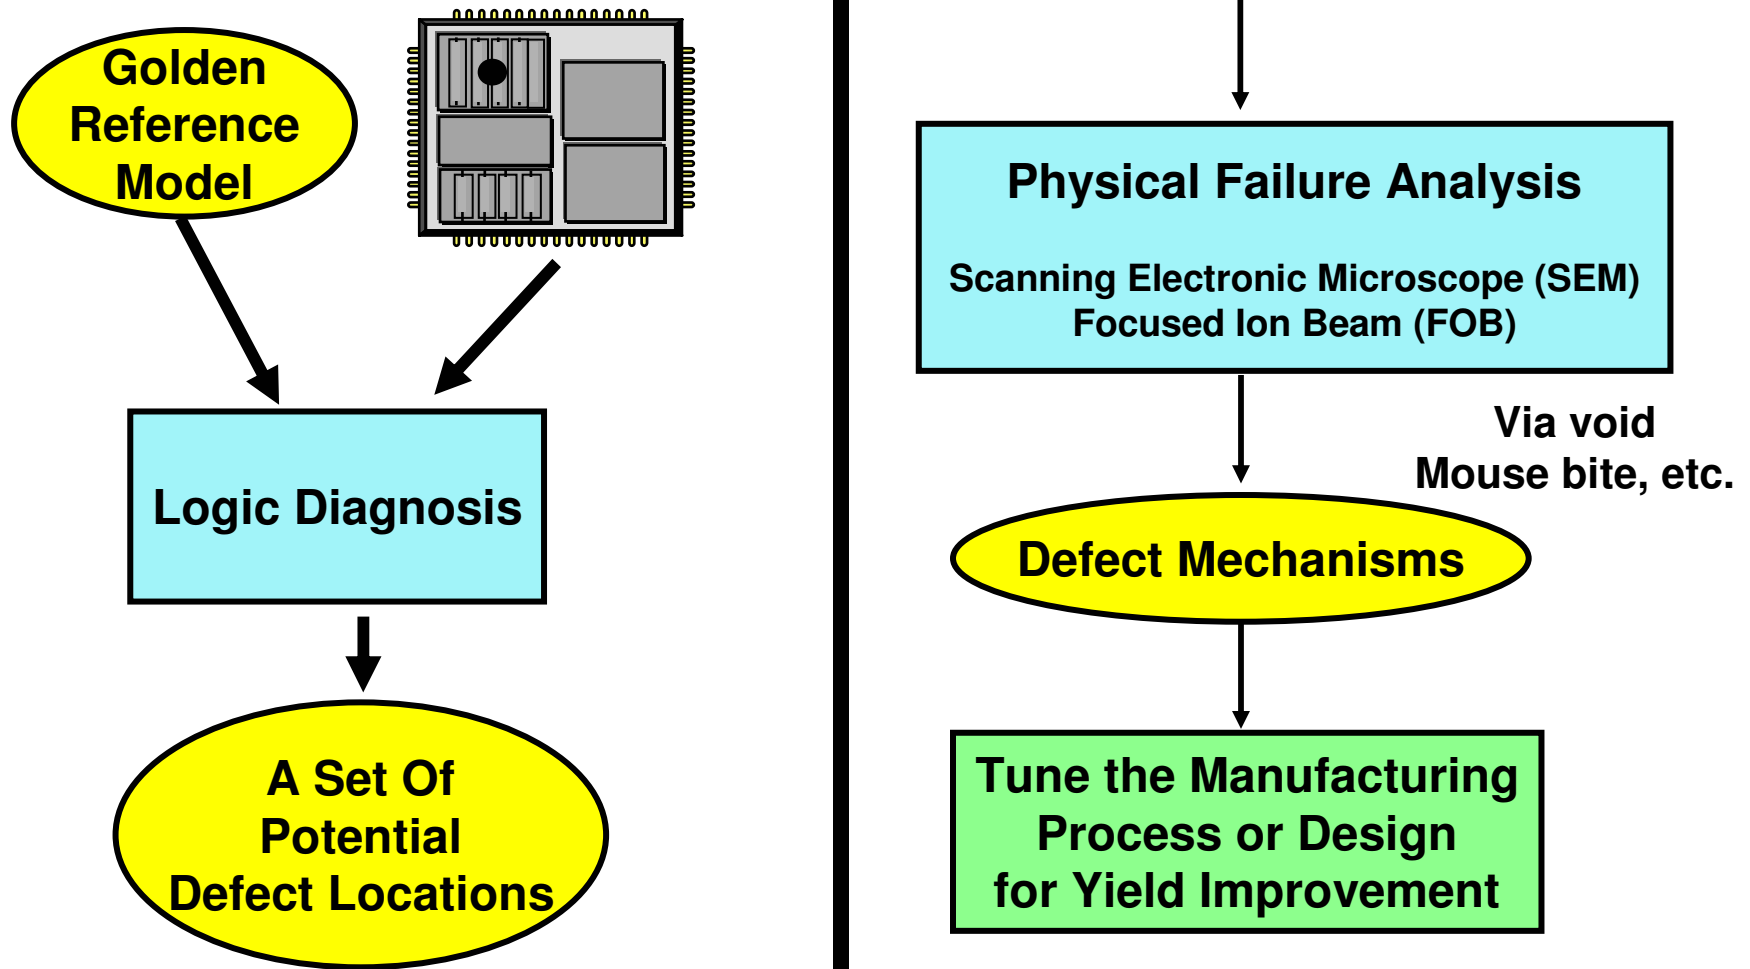 Golden
Reference
Model
Logic Diagnosis
A Set Of
Potential
Defect Locations
Physical Failure Analysis
Scanning Electronic Microscope (SEM)
Focused Ion Beam (FOB)
Via void
Mouse bite, etc.
Defect Mechanisms
Tune the Manufacturing
Process or Design
for Yield Improvement